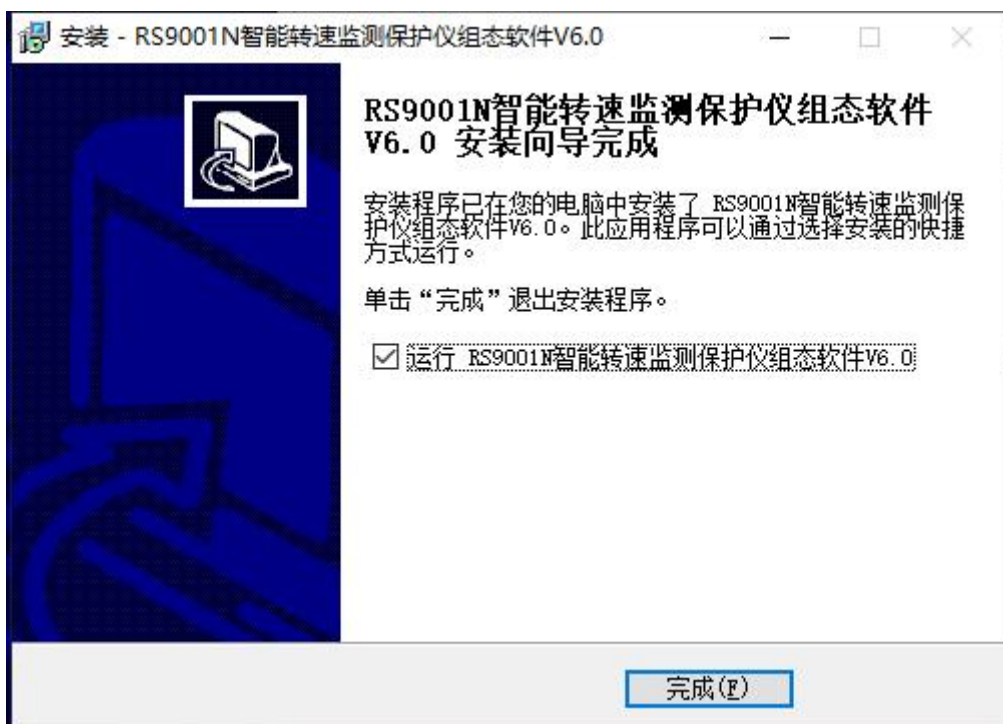 安装 - RS9001N智能转速监测保护仪组态软件V6.0
RS9001N智能转速监测保护仪组态软件
V6.0 安装向导完成
安装程序已在您的电脑中安装了 RS9001N智能转速监测保
护仪组态软件V6.0。此应用程序可以通过选择安装的快捷
方式运行。
单击“完成”退出安装程序。
运行 RS9001N智能转速监测保护仪组态软件V6.0
完成(F)